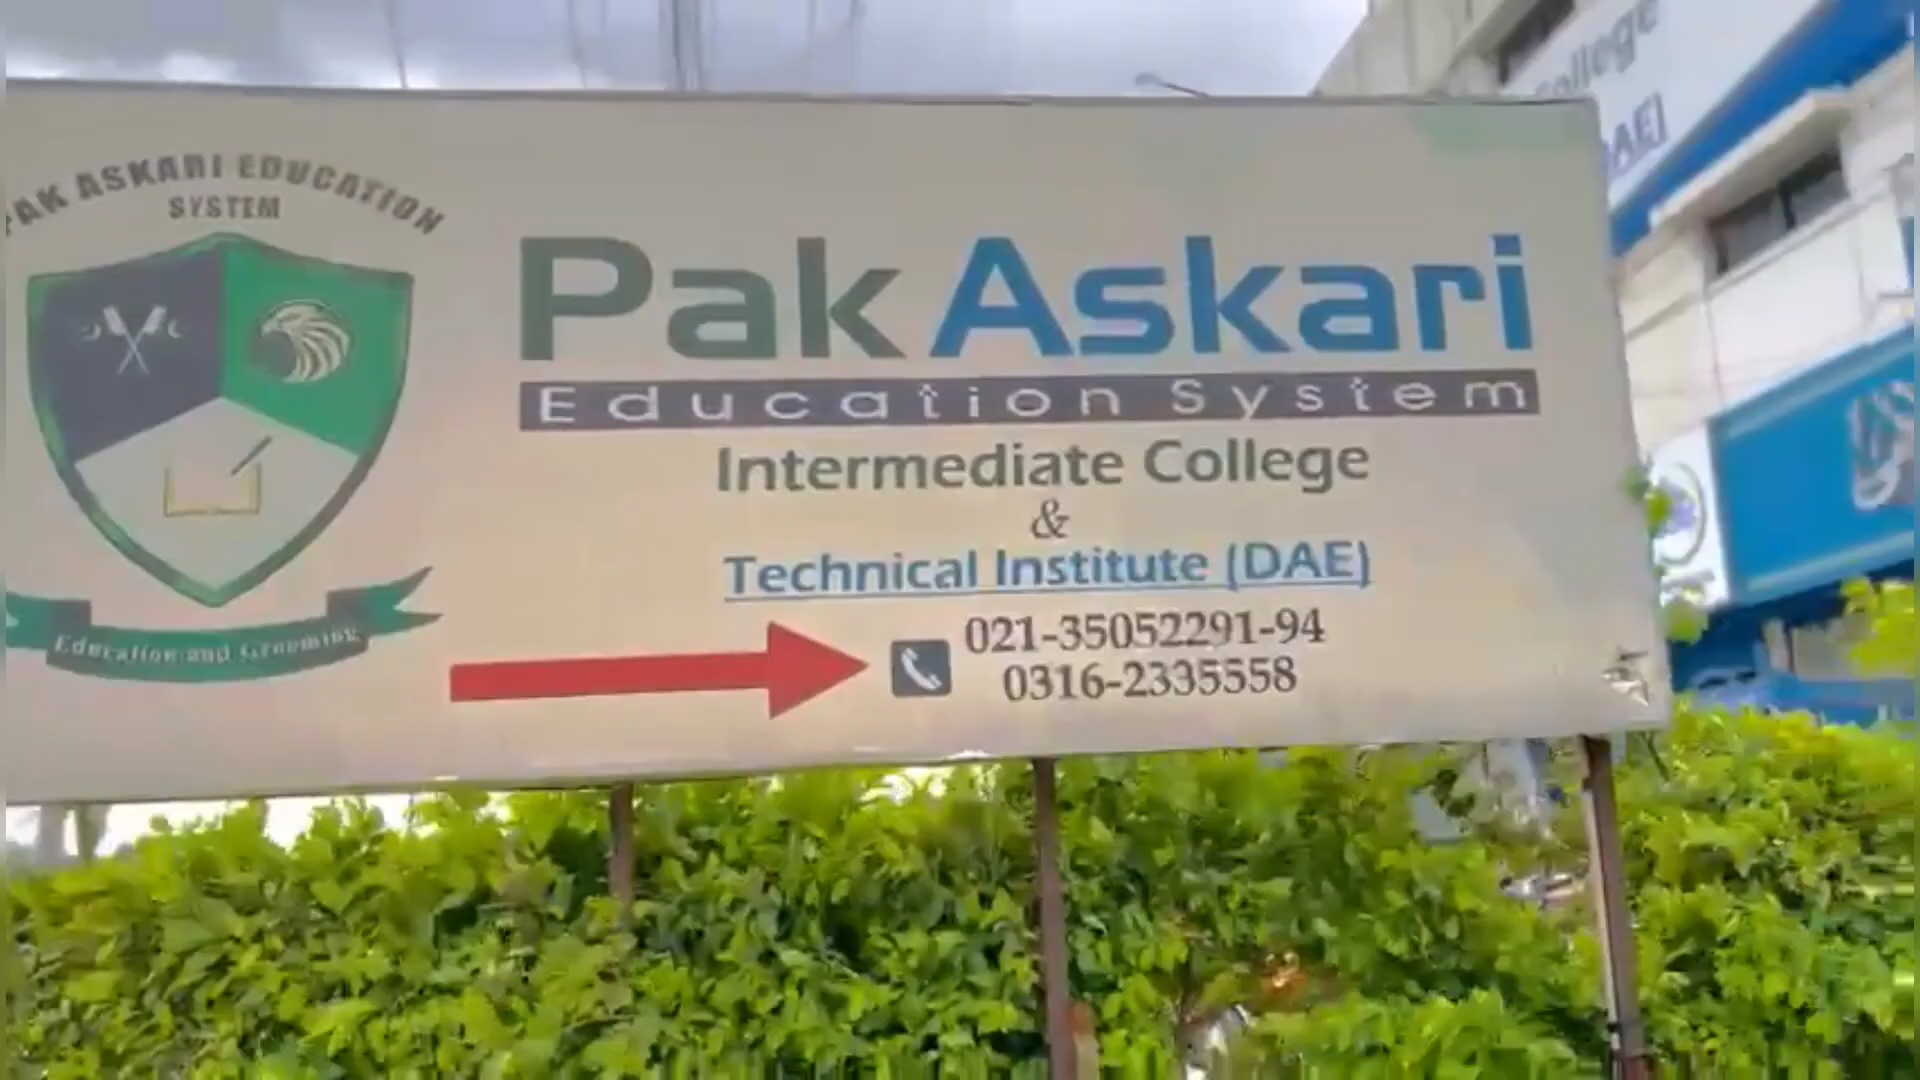 PAK ASKARI EDUCATION
SYSTEM
Education and Grooming
Pak Askari
Education System
Intermediate College
&
Technical Institute (DAE)
021-35052291-94
0316-2335558
College
DAE)